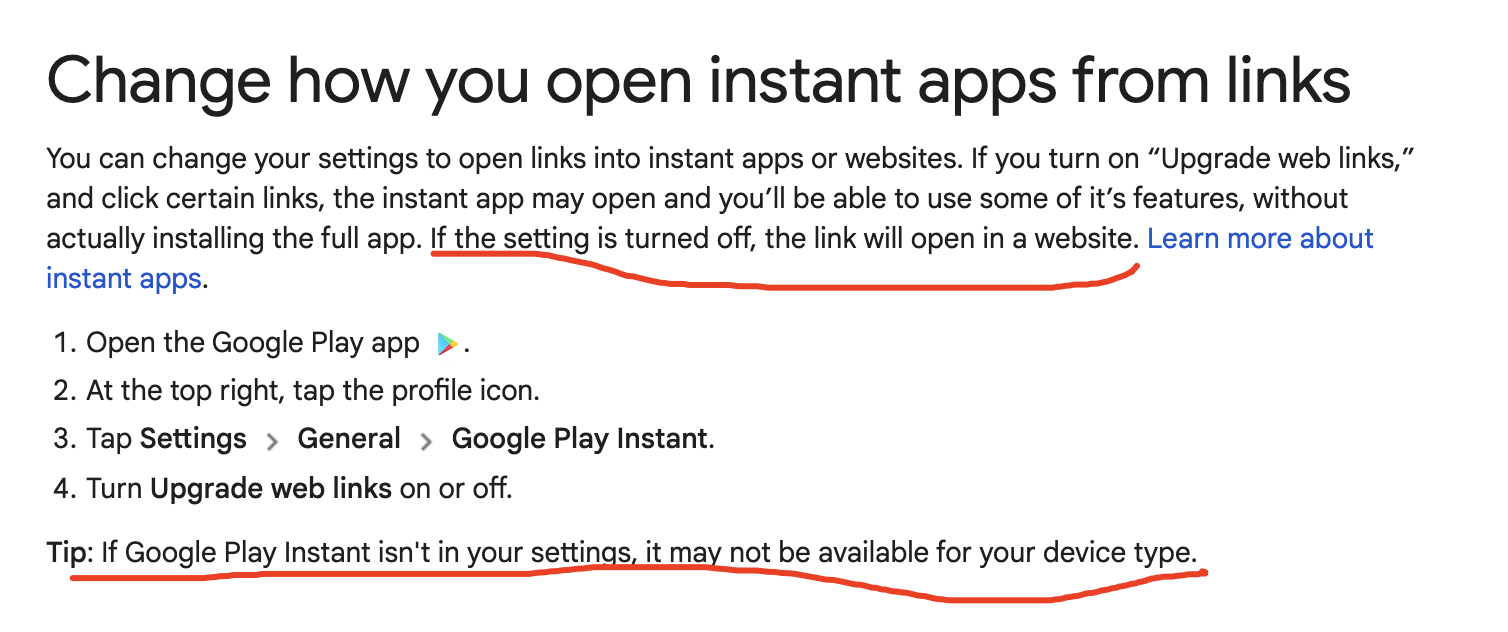 Change how you open instant apps from links
You can change your settings to open links into instant apps or websites. If you turn on “Upgrade web links,”
and click certain links, the instant app may open and you’ll be able to use some of it’s features, without
actually installing the full app. If the setting is turned off, the link will open in a website. Learn more about
instant apps.
1. Open the Google Play app .
2. At the top right, tap the profile icon.
3. Tap Settings > General > Google Play Instant.
4. Turn Upgrade web links on or off.
Tip: If Google Play Instant isn't in your settings, it may not be available for your device type.